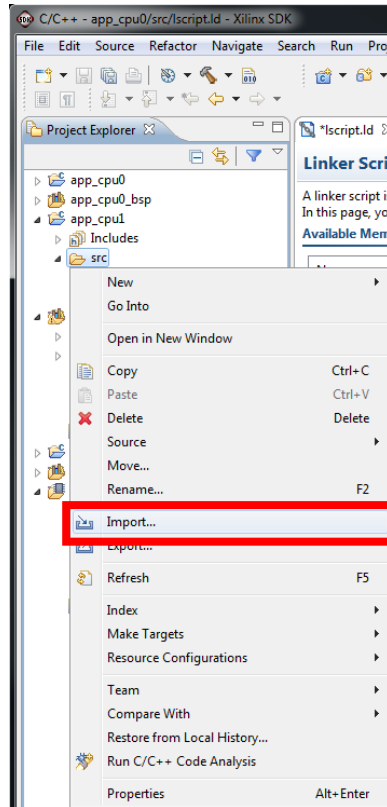 C/C++ - app_cpu0/src/lscript.ld - Xilinx SDK
File Edit Source Refactor Navigate Search Run Pro
Project Explorer
*lscript.ld
Linker Scri
app_cpu0
app_cpu0_bsp
app_cpu1
Includes
src
A linker script i
In this page, yo
Available Mem
New
Go Into
Open in New Window
Copy Ctrl+C
Paste Ctrl+V
Delete Delete
Source
Move...
Rename... F2
Import...
Export...
Refresh F5
Index
Make Targets
Resource Configurations
Team
Compare With
Restore from Local History...
Run C/C++ Code Analysis
Properties Alt+Enter